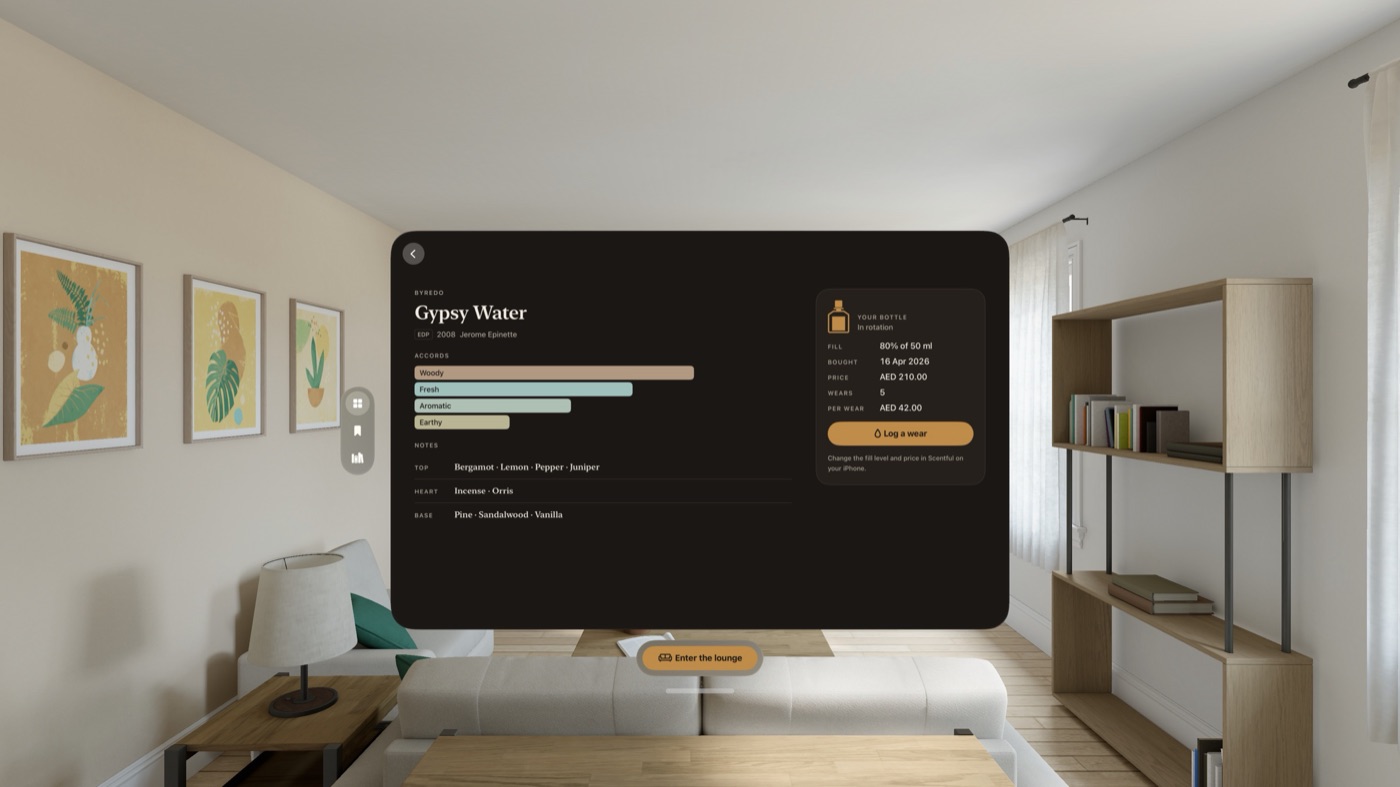 BYREDO
Gypsy Water
EDP 2008 Jerome Epinette
ACCORDS
Woody
Fresh
Aromatic
Earthy
NOTES
TOP Bergamot · Lemon · Pepper · Juniper
HEART Incense · Orris
BASE Pine · Sandalwood · Vanilla
YOUR BOTTLE
In rotation
FILL 80% of 50 ml
BOUGHT 16 Apr 2026
PRICE AED 210.00
WEARS 5
PER WEAR AED 42.00
Log a wear
Change the fill level and price in Scentful on
your iPhone.
Enter the lounge